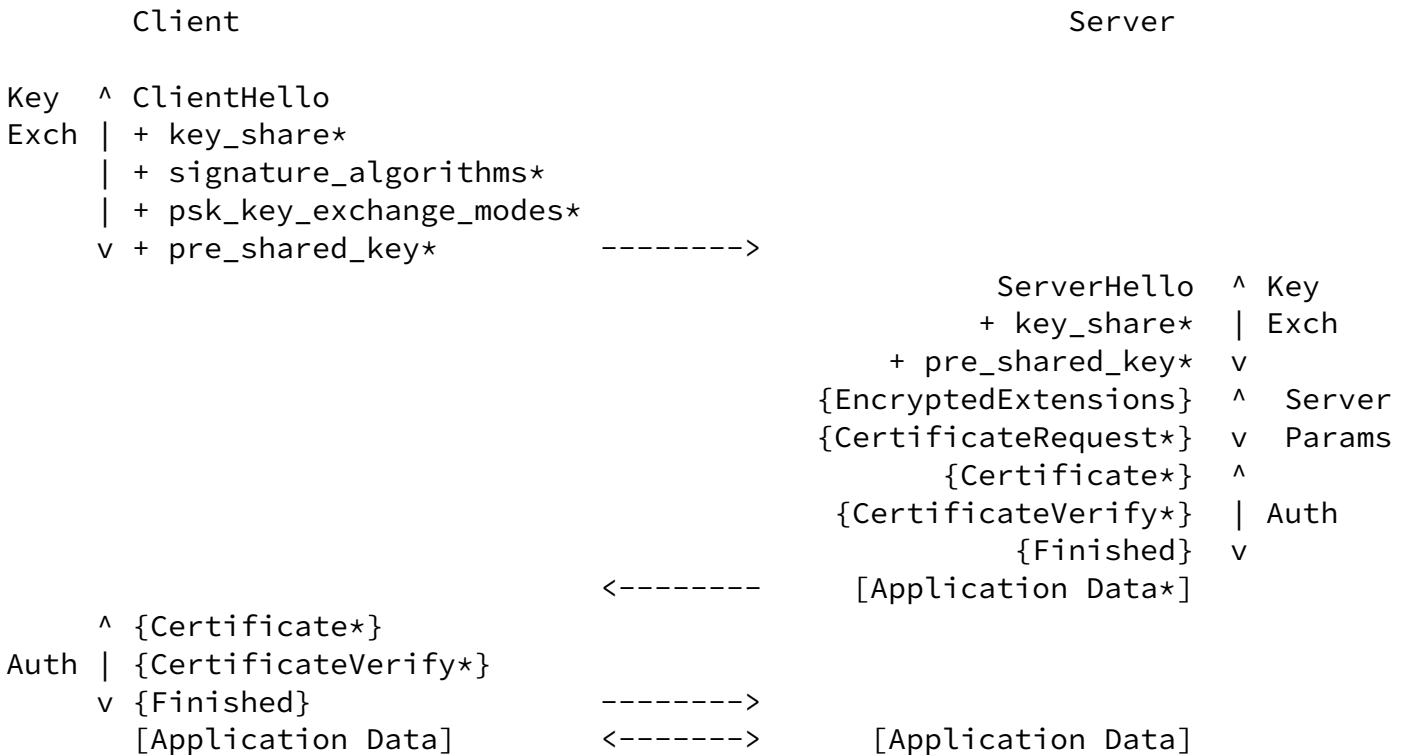 Client                                           Server

Key  ^ ClientHello
Exch | + key_share*
     | + signature_algorithms*
     | + psk_key_exchange_modes*
     v + pre_shared_key*         -------->
                                                  ServerHello  ^ Key
                                                 + key_share*  | Exch
                                            + pre_shared_key*  v
                                        {EncryptedExtensions}  ^  Server
                                        {CertificateRequest*}  v  Params
                                               {Certificate*}  ^
                                         {CertificateVerify*}  | Auth
                                                   {Finished}  v
                                 <--------     [Application Data*]
     ^ {Certificate*}
Auth | {CertificateVerify*}
     v {Finished}                -------->
       [Application Data]        <------->      [Application Data]